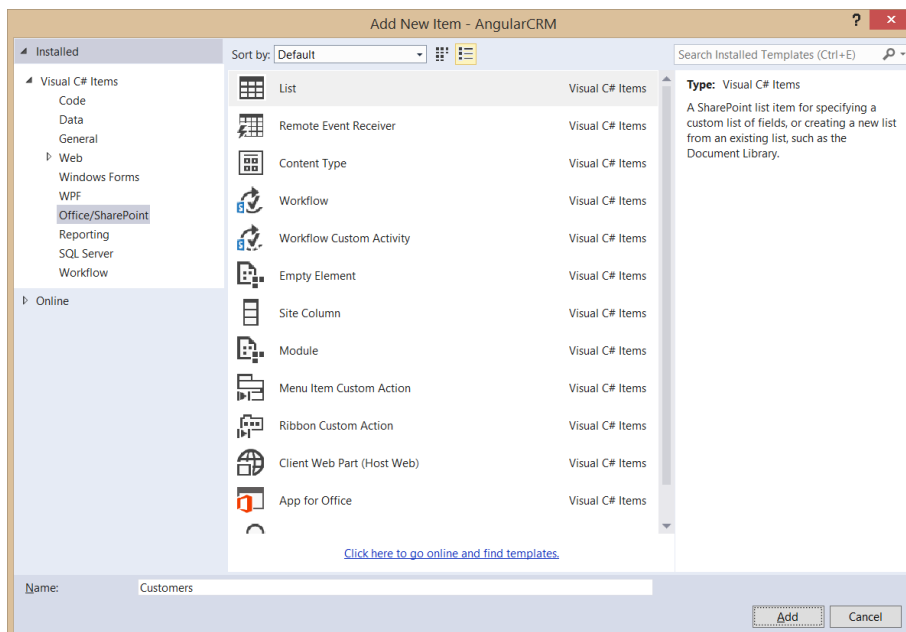 Add New Item - AngularCRM
?
Installed
Sort by: Default
Search Installed Templates (Ctrl+E)
Visual C# Items
Code
Data
General
Web
Windows Forms
WPF
Office/SharePoint
Reporting
SQL Server
Workflow
Online
List Visual C# Items
Remote Event Receiver Visual C# Items
Content Type Visual C# Items
Workflow Visual C# Items
Workflow Custom Activity Visual C# Items
Empty Element Visual C# Items
Site Column Visual C# Items
Module Visual C# Items
Menu Item Custom Action Visual C# Items
Ribbon Custom Action Visual C# Items
Client Web Part (Host Web) Visual C# Items
App for Office Visual C# Items
Click here to go online and find templates.
Type: Visual C# Items
A SharePoint list item for specifying a
custom list of fields, or creating a new list
from an existing list, such as the
Document Library.
Name: Customers
Add Cancel